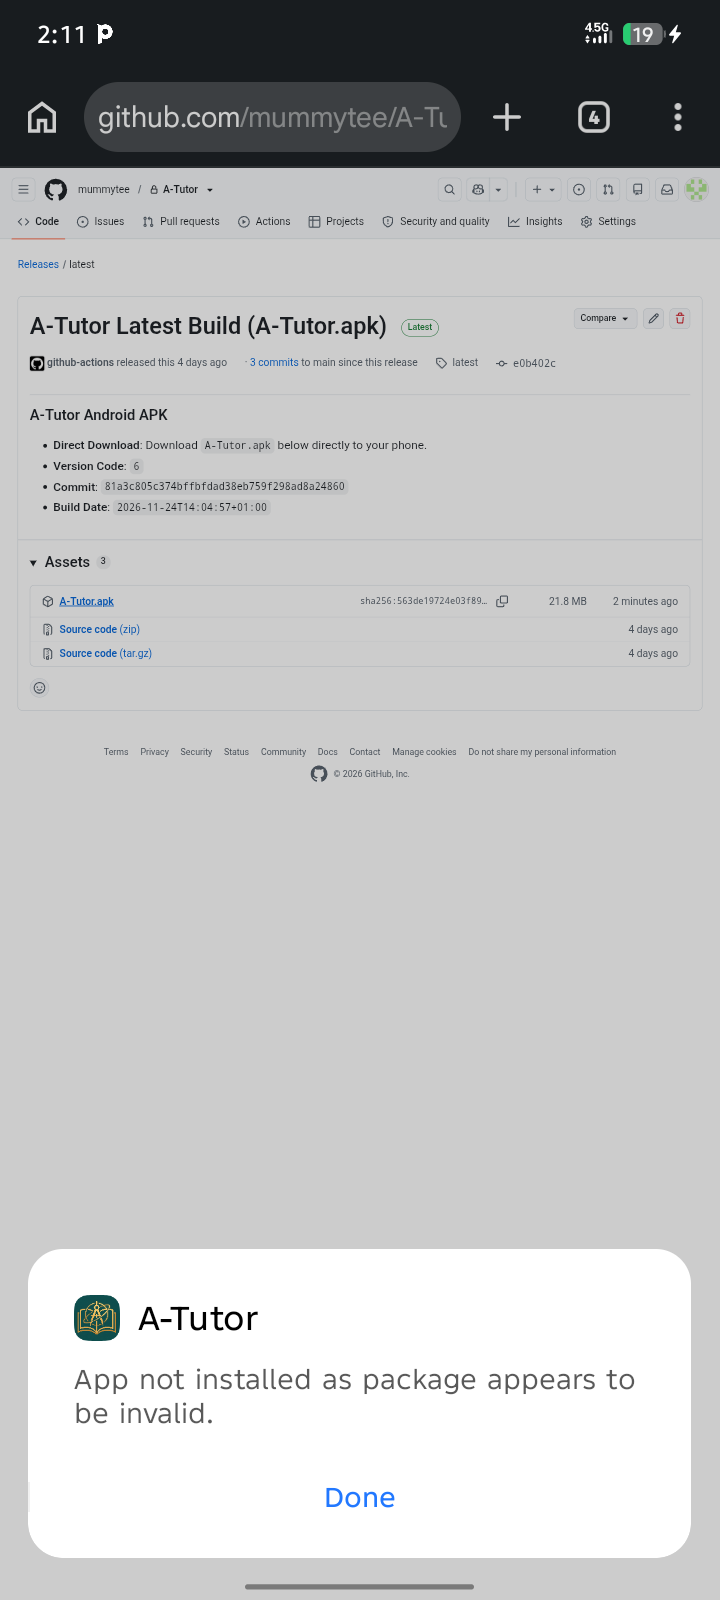 2:11
4.5G
19
github.com/mummytee/A-Tu
4
mummytee / A-Tutor
Code Issues Pull requests Actions Projects Security and quality Insights Settings
Releases / latest
A-Tutor Latest Build (A-Tutor.apk) Latest
Compare
github-actions released this 4 days ago · 3 commits to main since this release latest e0b402c
A-Tutor Android APK
• Direct Download: Download A-Tutor.apk below directly to your phone.
• Version Code: 6
• Commit: 81a3c805c374bffbfdad38eb759f298ad8a24860
• Build Date: 2026-11-24T14:04:57+01:00
Assets 3
A-Tutor.apk sha256:563de19724e03f89… 21.8 MB 2 minutes ago
Source code (zip) 4 days ago
Source code (tar.gz) 4 days ago
Terms Privacy Security Status Community Docs Contact Manage cookies Do not share my personal information
© 2026 GitHub, Inc.
A-Tutor
App not installed as package appears to
be invalid.
Done